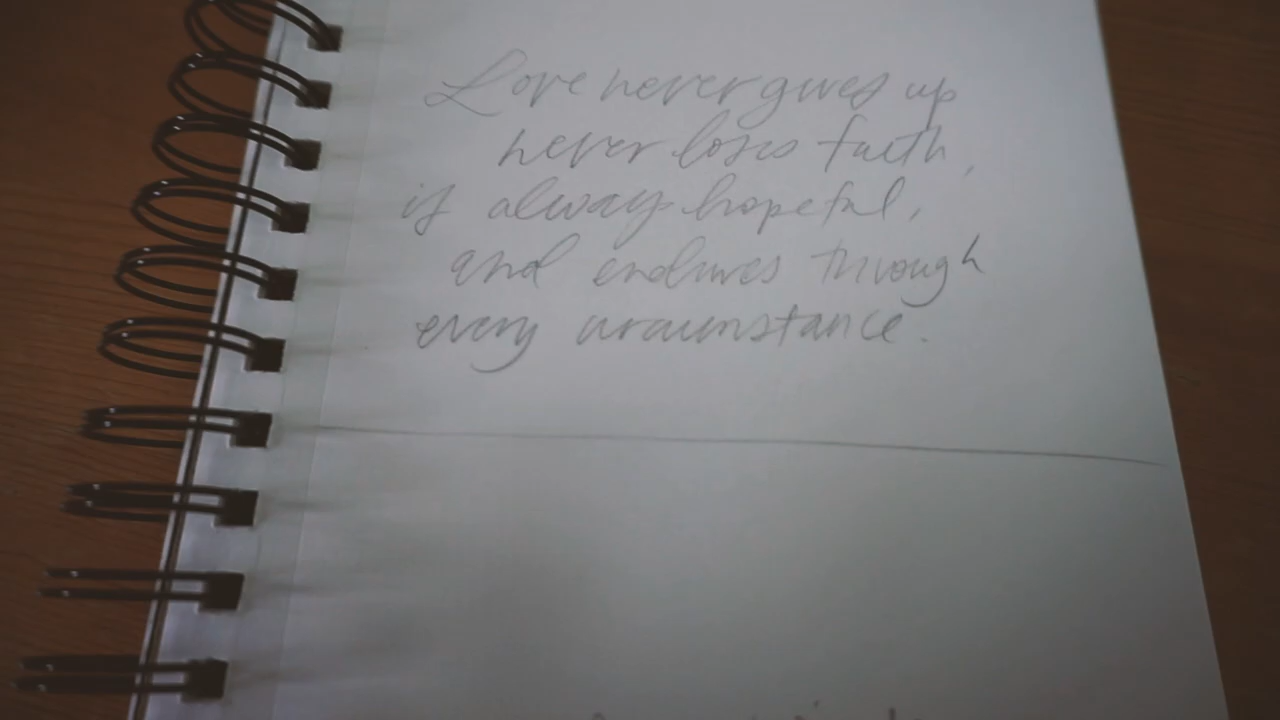 Love never gives up
never loses faith,
is always hopeful,
and endures through
every circumstance.